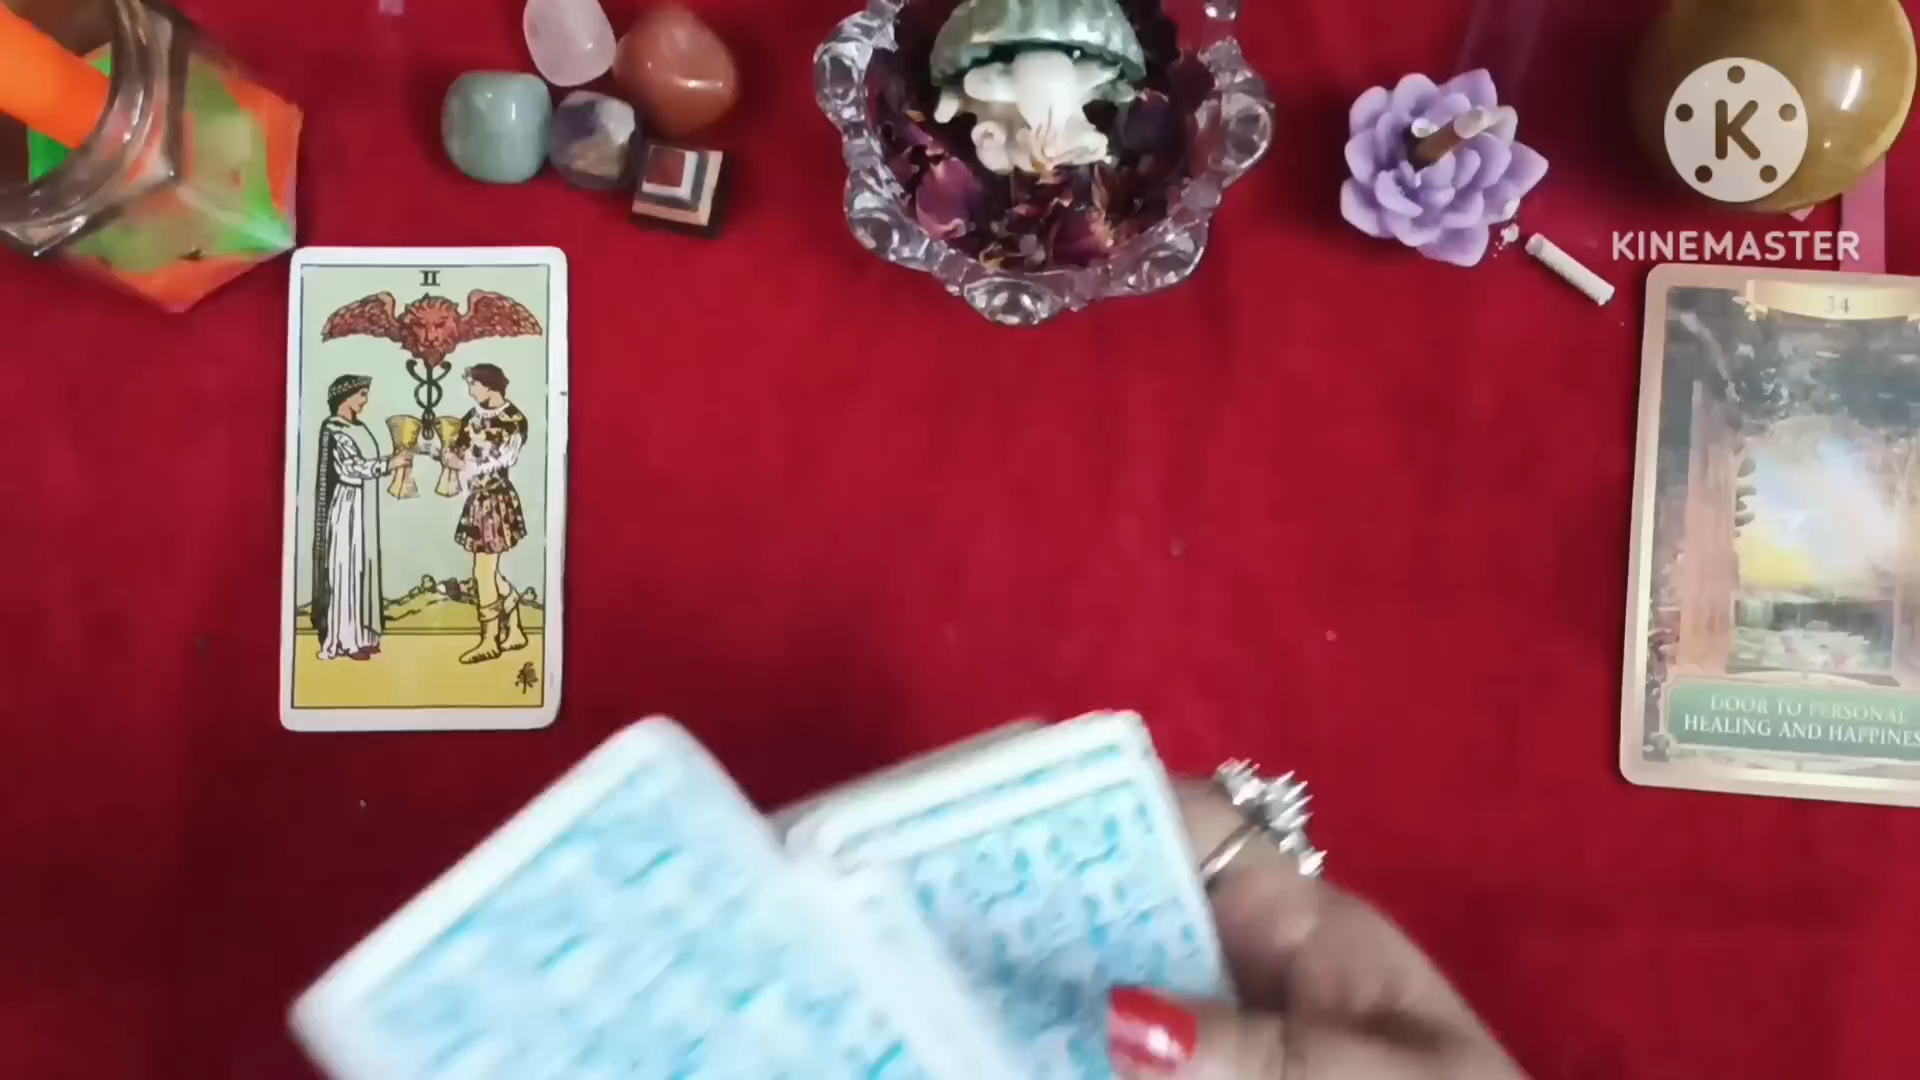 II
K
KINEMASTER
34
DOOR TO PERSONAL
HEALING AND HAPPINES